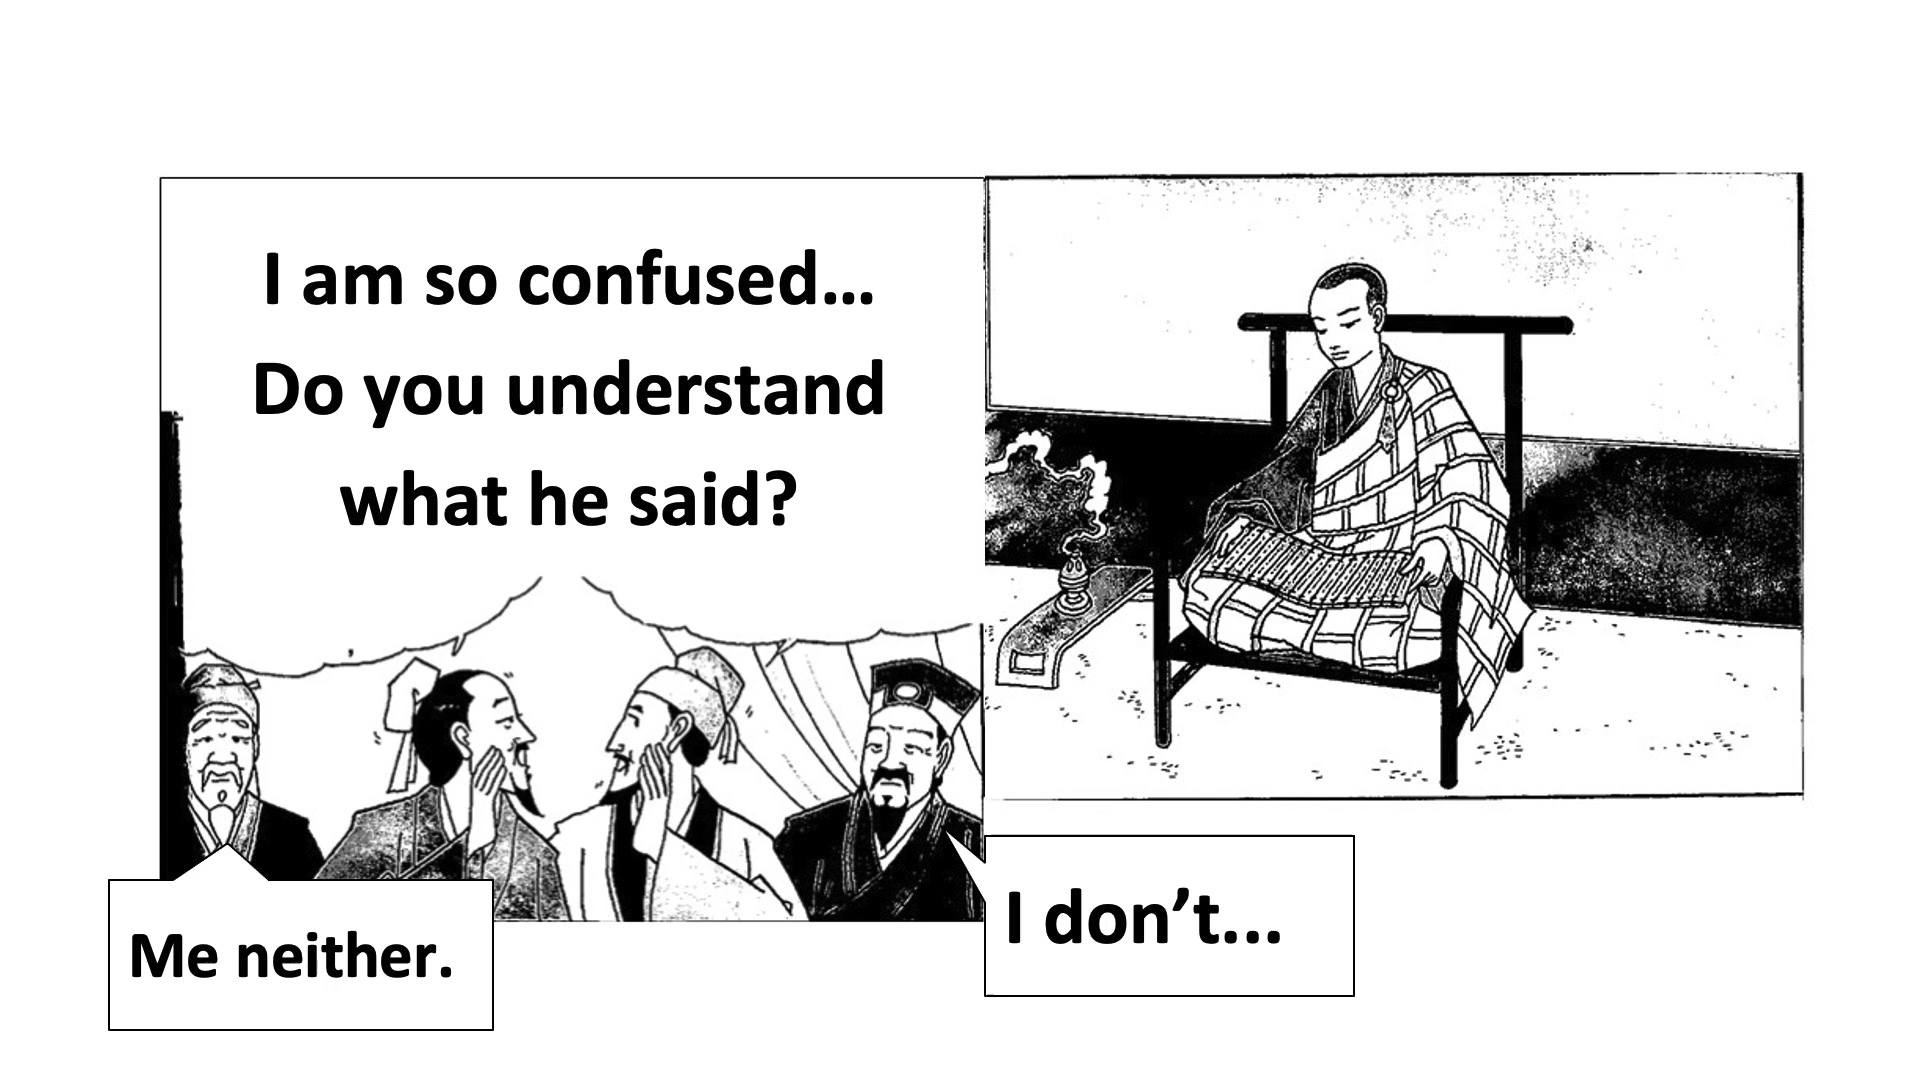 I am so confused…
Do you understand
what he said?
I don’t...
Me neither.